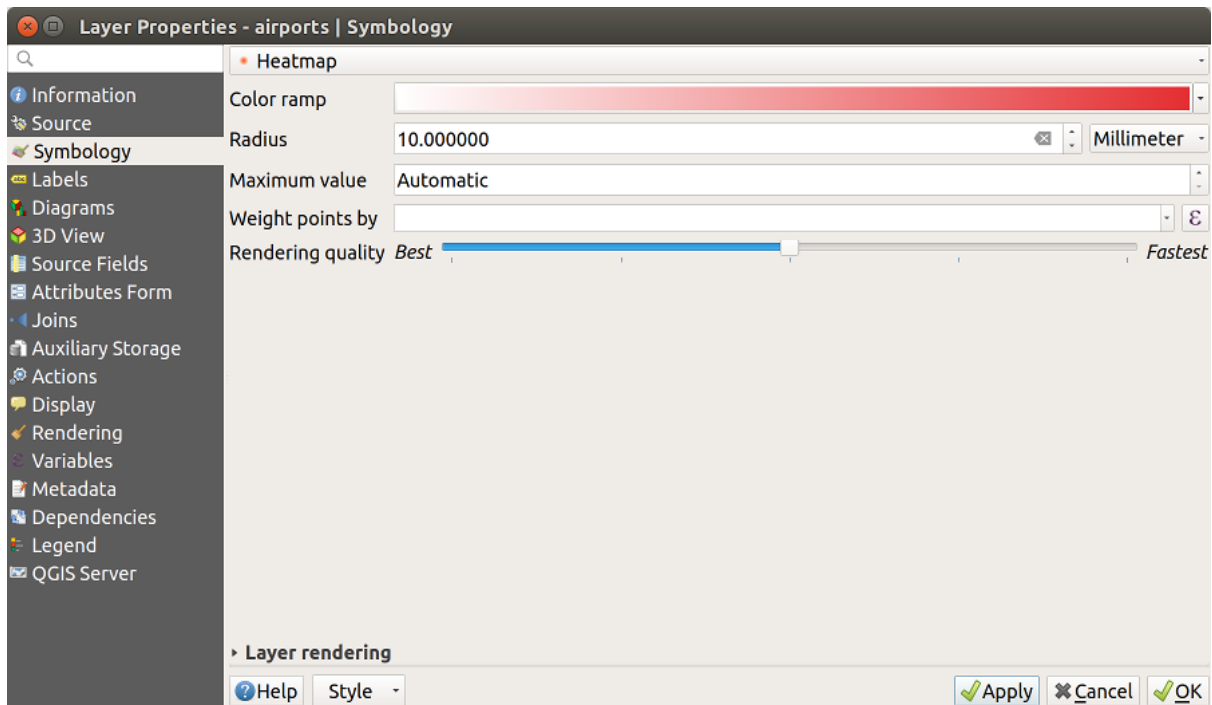 Layer Properties - airports | Symbology
Heatmap
Information
Source
Symbology
Labels
Diagrams
3D View
Source Fields
Attributes Form
Joins
Auxiliary Storage
Actions
Display
Rendering
Variables
Metadata
Dependencies
Legend
QGIS Server
Color ramp
Radius 10.000000 Millimeter
Maximum value Automatic
Weight points by ε
Rendering quality Best Fastest
Layer rendering
Help Style Apply Cancel OK